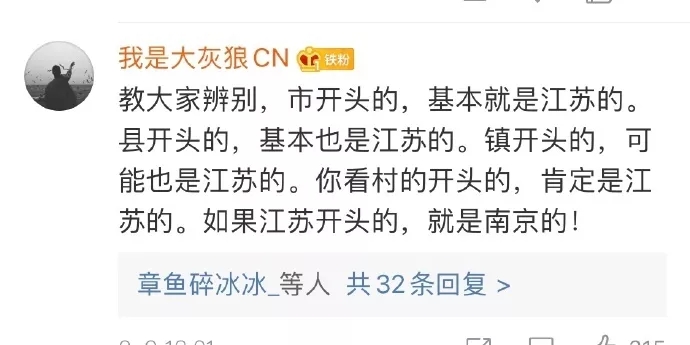 我是大灰狼CN 铁粉
教大家辨别，市开头的，基本就是江苏的。
县开头的，基本也是江苏的。镇开头的，可
能也是江苏的。你看村的开头的，肯定是江
苏的。如果江苏开头的，就是南京的！
章鱼碎冰冰_等人 共32条回复 >